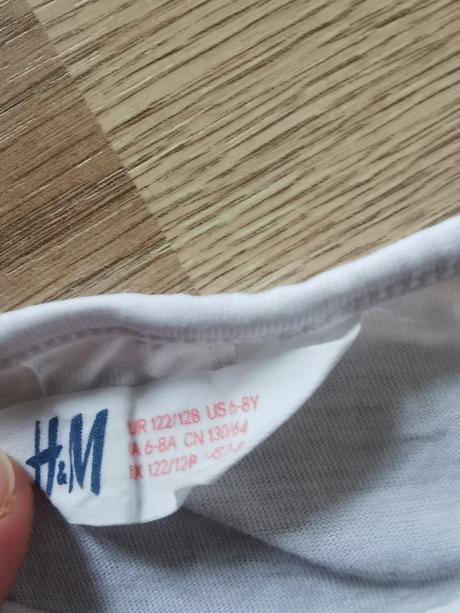 H&M
UR 122/128 US 6-8Y
A 6-8A CN 130/64
X 122/128